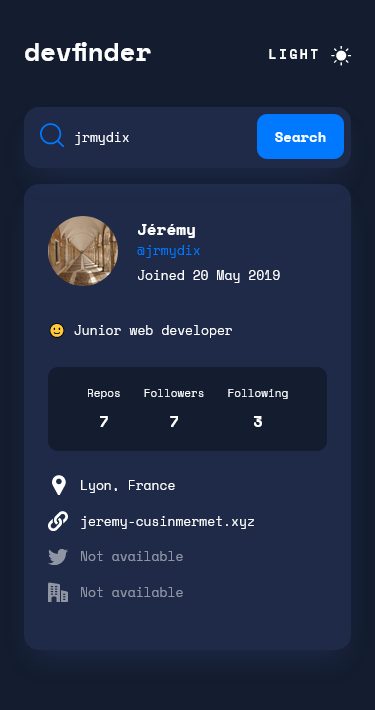 devfinder
LIGHT
jrmydix
Search
Jérémy
@jrmydix
Joined 20 May 2019
🙂 Junior web developer
Repos Followers Following
7 7 3
Lyon, France
jeremy-cusinmermet.xyz
Not available
Not available